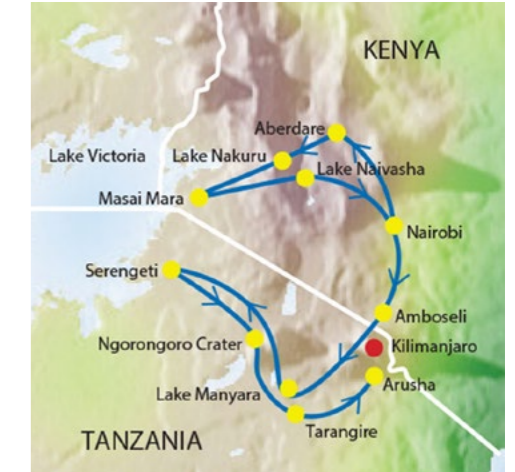 KENYA
Aberdare
Lake Victoria
Lake Nakuru
Lake Naivasha
Masai Mara
Nairobi
Serengeti
Amboseli
Ngorongoro Crater
Kilimanjaro
Lake Manyara
Arusha
Tarangire
TANZANIA